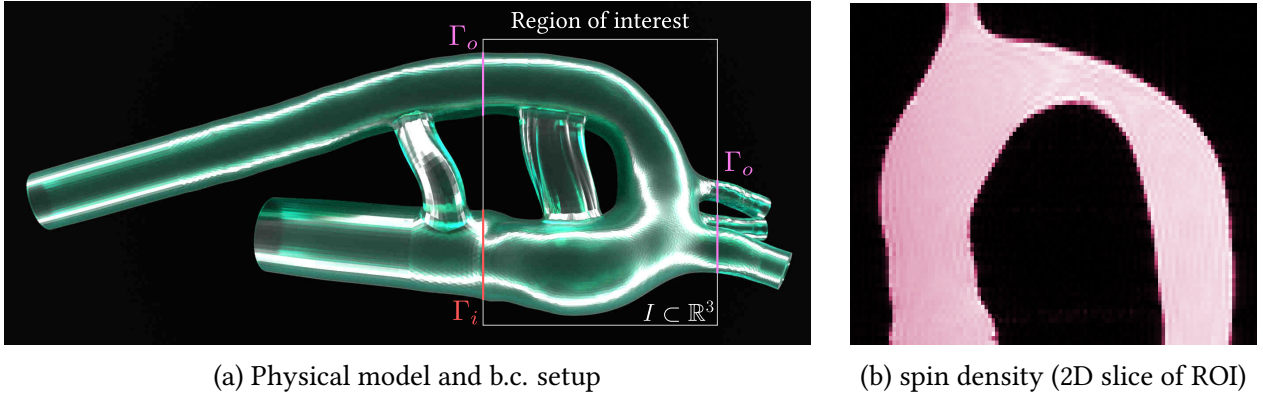 Region of interest
Γₒ
Γₒ
Γᵢ
I ⊂ ℝ³
(a) Physical model and b.c. setup
(b) spin density (2D slice of ROI)